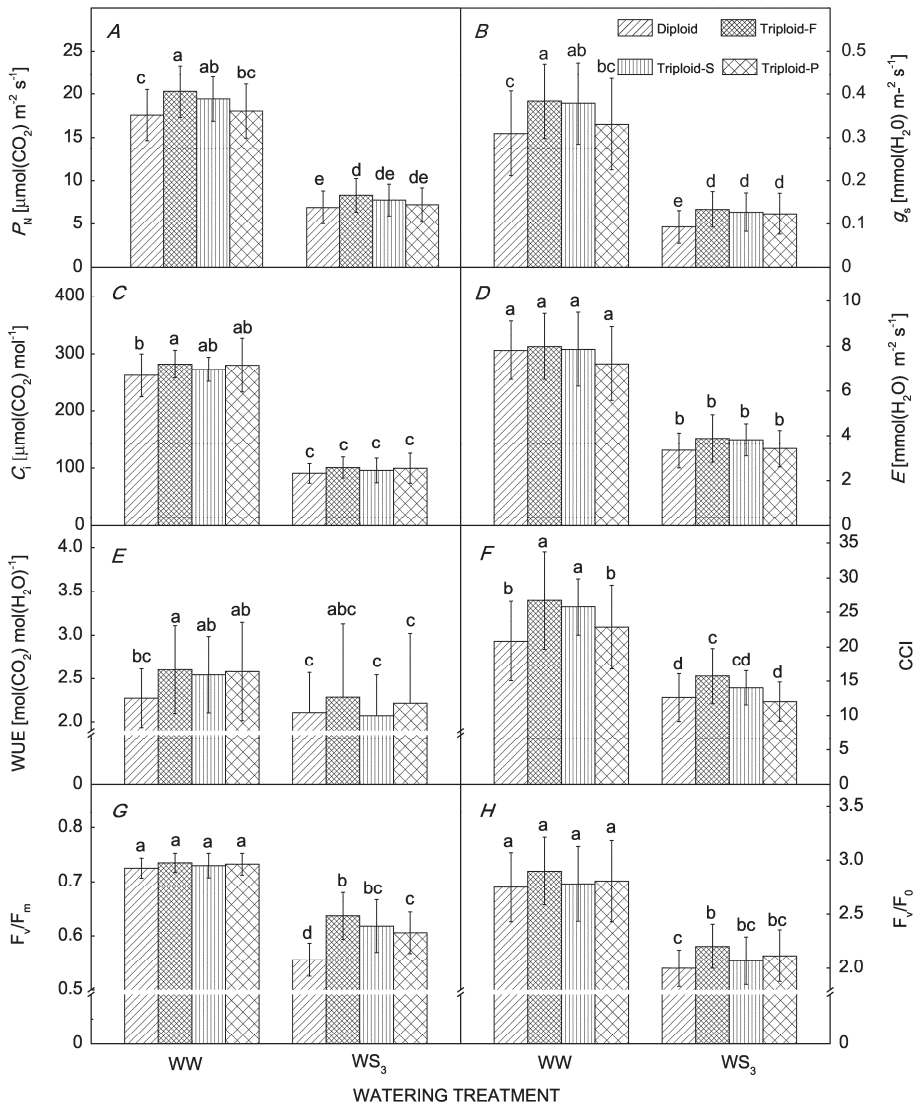 A
P_N [µmol(CO₂) m⁻² s⁻¹]
25
20
15
10
5
0
c a ab bc
e d de de
B
Diploid
Triploid-F
Triploid-S
Triploid-P
g_s [mmol(H₂0) m-² s⁻¹]
0.5
0.4
0.3
0.2
0.1
0
c a ab bc
e d d d
C
C_i [µmol(CO₂) mol⁻¹]
400
300
200
100
0
b a ab ab
c c c c
D
E [mmol(H₂O) m⁻² s⁻¹]
10
8
6
4
2
0
a a a a
b b b b
E
WUE [mol(CO₂) mol(H₂O)⁻¹]
4.0
3.5
3.0
2.5
2.0
0
bc a ab ab
c abc c c
F
CCI
35
30
25
20
15
10
5
0
b a a b
d c cd d
G
Fᵥ/Fₘ
0.8
0.7
0.6
0.5
0
a a a a
d b bc c
H
Fᵥ/F₀
3.5
3.0
2.5
2.0
0
a a a a
c b bc bc
WW WS₃ WW WS₃
WATERING TREATMENT